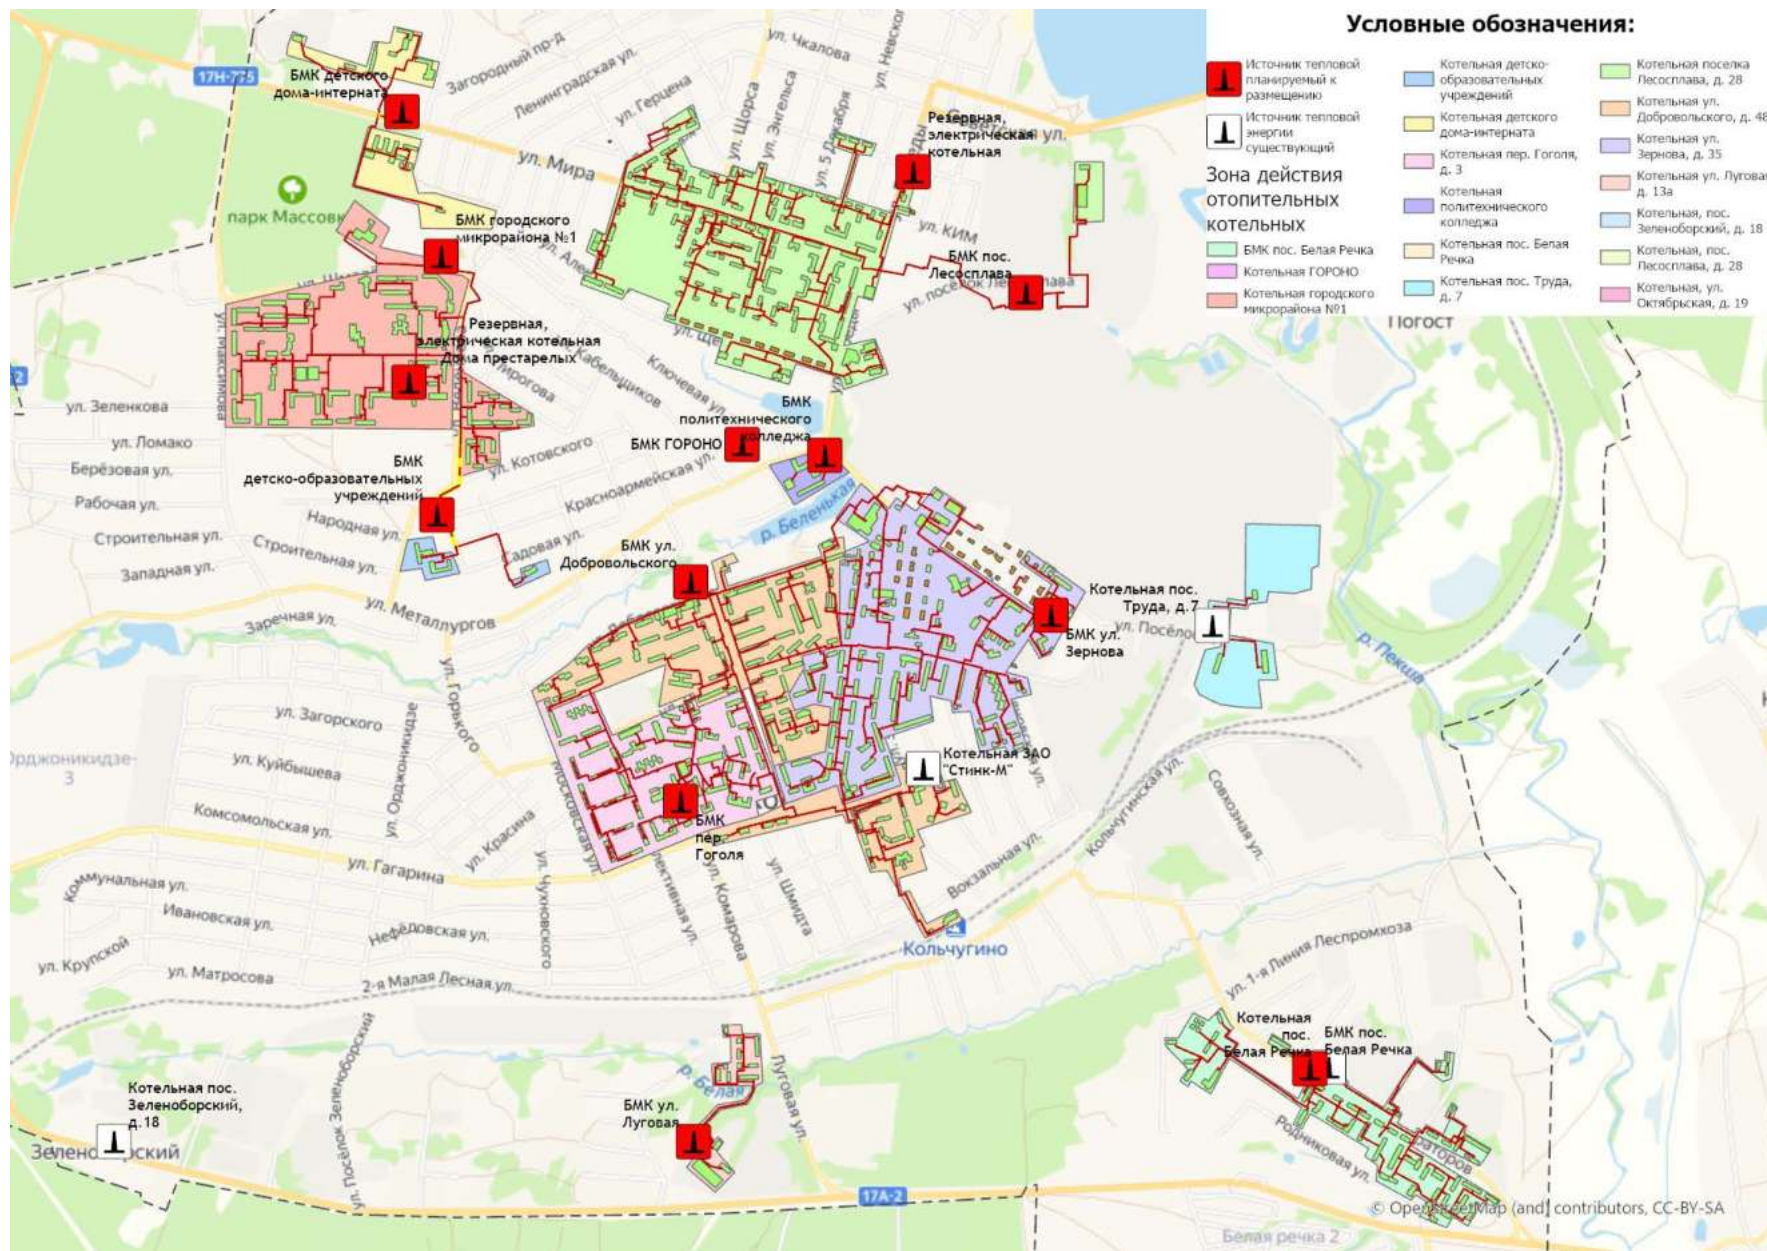 Условные обозначения:
Источник тепловой
планируемый к
размещению
Источник тепловой
энергии
существующий
Зона действия
отопительных
котельных
БМК пос. Белая Речка
Котельная ГОРОНО
Котельная городского
микрорайона №1
Котельная детско-
образовательных
учреждений
Котельная детского
дома-интерната
Котельная пер. Гоголя,
д. 3
Котельная
политехнического
колледжа
Котельная пос. Белая
Речка
Котельная пос. Труда,
д. 7
Котельная поселка
Лесосплава, д. 28
Котельная ул.
Добровольского, д. 48
Котельная ул.
Зернова, д. 35
Котельная ул. Луговая
д. 13а
Котельная, пос.
Зеленоборский, д. 18
Котельная, пос.
Лесосплава, д. 28
Котельная, ул.
Октябрьская, д. 19
17Н-775
БМК детского
дома-интерната
Загородный пр-д
Ленинградская ул.
ул. Герцена
ул. Чкалова
ул. Щорса
ул. Энгельса
ул. 5 Декабря
ул. Мира
Резервная,
электрическая
котельная
парк Массовк
БМК городского
микрорайона №1
ул. КИМ
БМК пос.
Лесосплава
Погост
Резервная,
электрическая котельная
Дома престарелых
ул. Максимова
ул. Зеленкова
ул. Ломако
Берёзовая ул.
Рабочая ул.
Строительная ул.
Западная ул.
Ключевая ул.
БМК
политехнического
колледжа
БМК ГОРОНО
ул. Котовского
Красноармейская ул.
БМК
детско-образовательных
учреждений
Народная ул.
Строительная ул.
Садовая ул.
р. Беленькая
БМК ул.
Добровольского
Заречная ул.
ул. Металлургов
Котельная пос.
Труда, д.7
БМК ул.
Зернова
р. Пекша
ул. Горького
ул. Загорского
ул. Орджоникидзе
ул. Куйбышева
Комсомольская ул.
ул. Красина
Московская ул.
Котельная ЗАО
"Стинк-М"
БМК
пер.
Гоголя
ул. Гагарина
Коммунальная ул.
Ивановская ул.
Нефёдовская ул.
ул. Крупской
ул. Матросова
2-я Малая Лесная ул.
ул. Чухновского
ул. Комарова
ул. Шмидта
Вокзальная ул.
Кольчугинская ул.
Совхозная ул.
Кольчугино
ул. 1-я Линия Леспромхоза
Котельная
пос.
Белая Речка
БМК пос.
Белая Речка
Родниковая ул.
Котельная пос.
Зеленоборский,
д.18
ул. Посёлок Зеленоборский
р. Белая
БМК ул.
Луговая
Луговая ул.
17А-2
© OpenStreetMap (and) contributors, CC-BY-SA
Белая речка 2